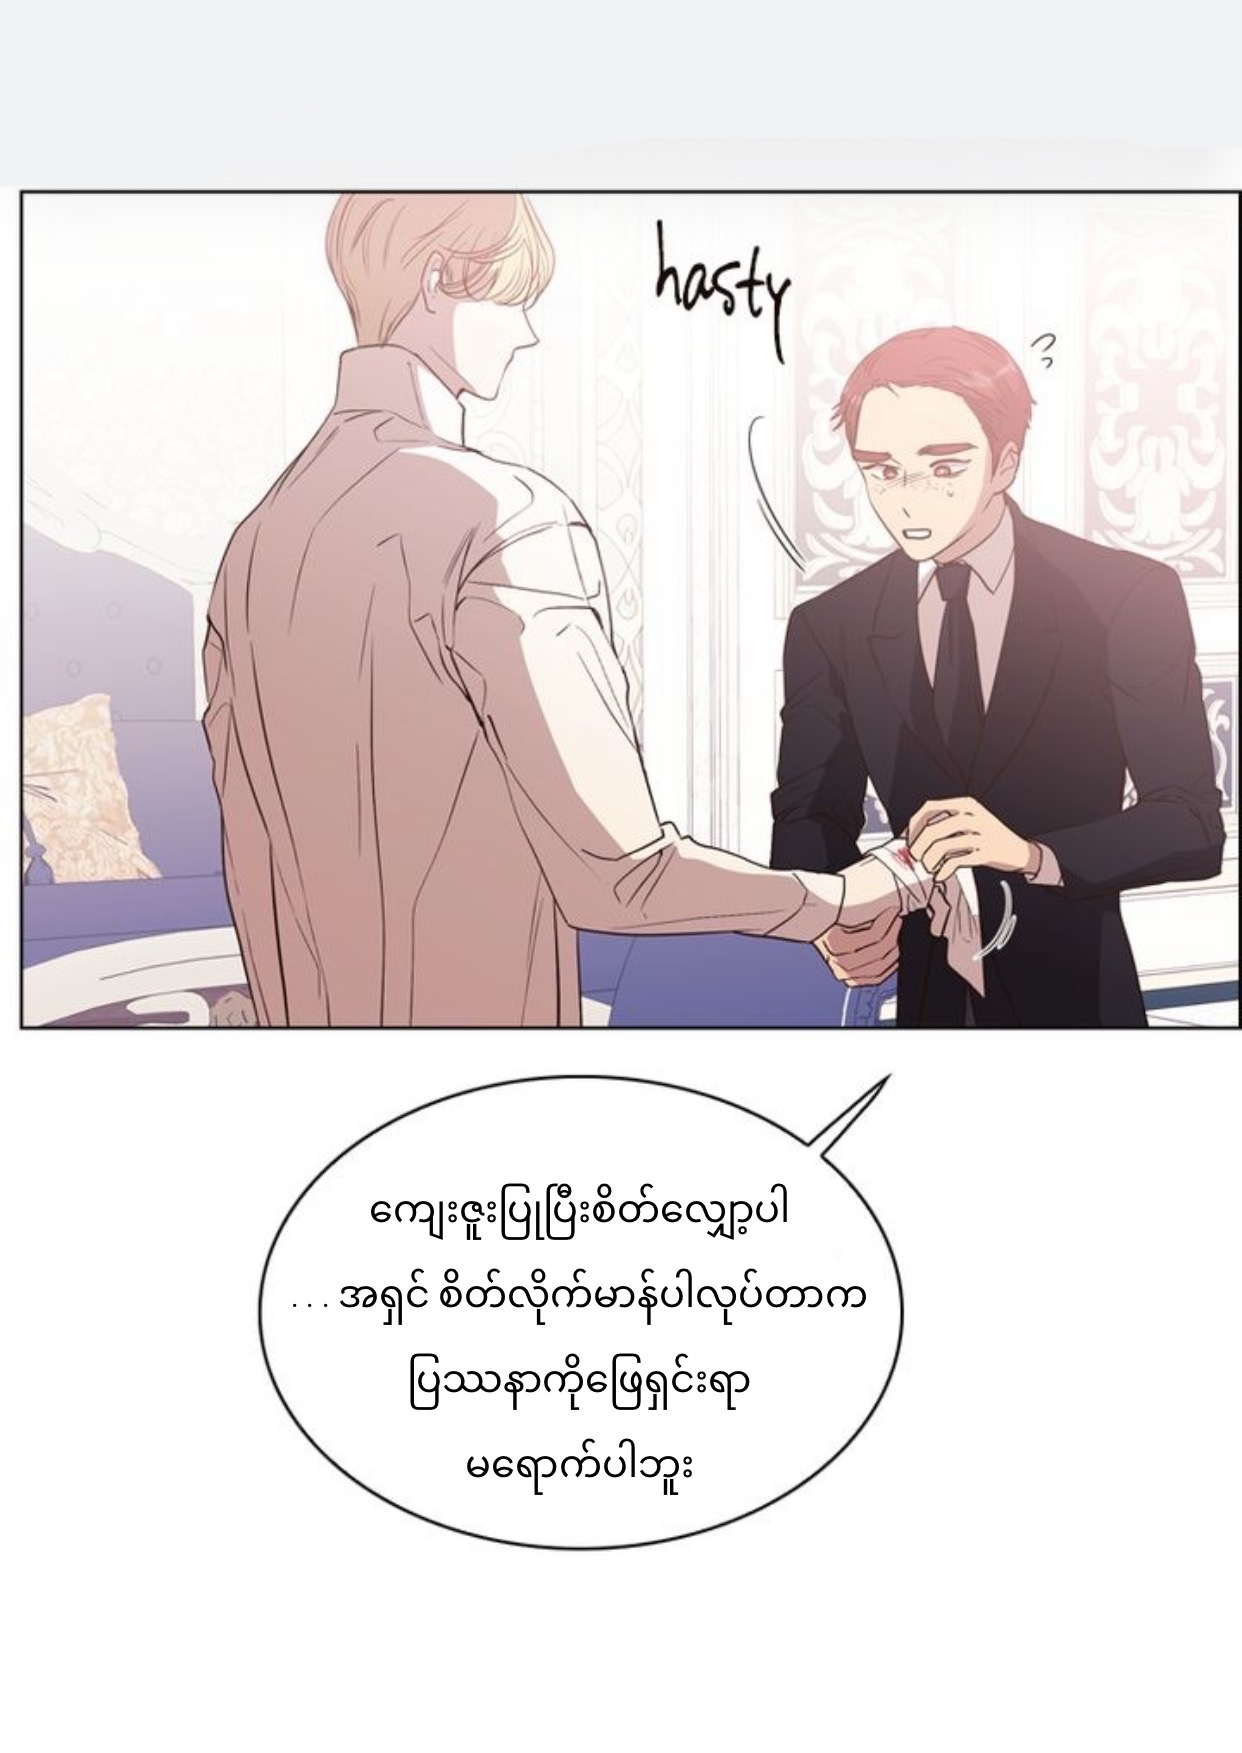 hasty
ကျေးဇူးပြုပြီးစိတ်လျှော့ပါ
...အရှင် စိတ်လိုက်မာန်ပါလုပ်တာက
ပြဿနာကိုဖြေရှင်းရာ
မရောက်ပါဘူး